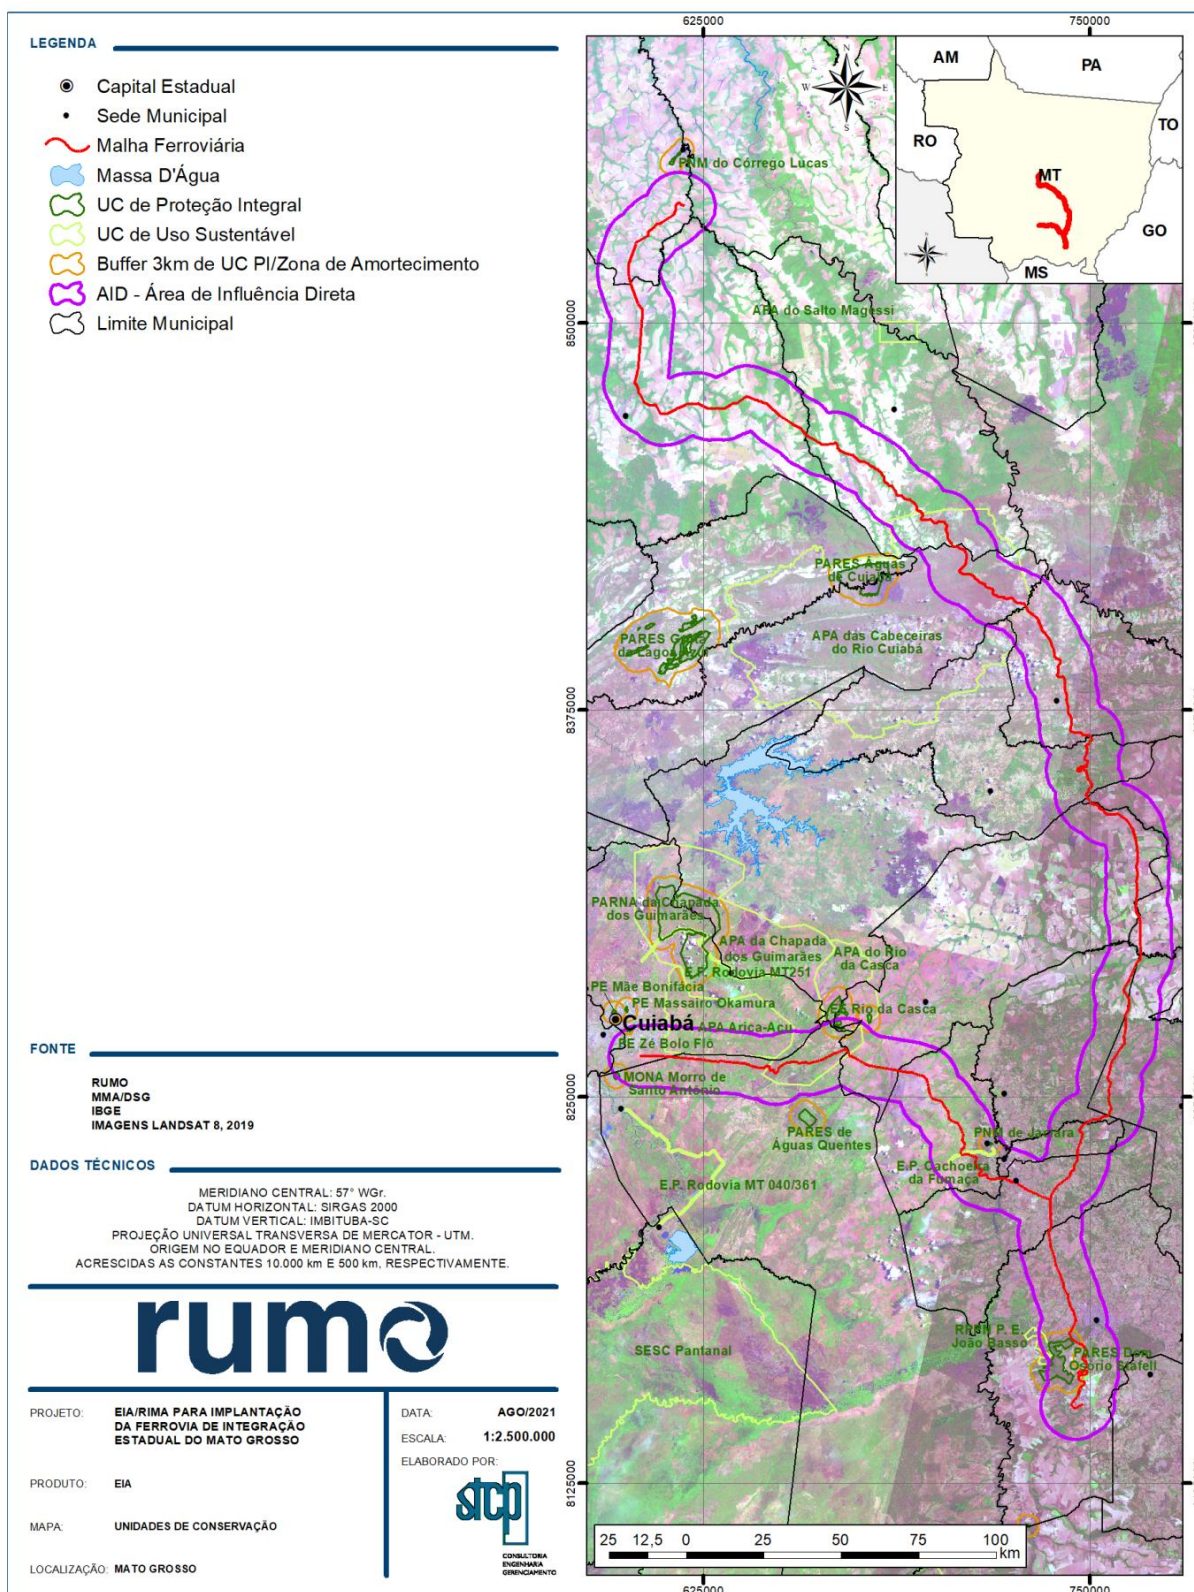 LEGENDA
Capital Estadual
Sede Municipal
Malha Ferroviária
Massa D'Água
UC de Proteção Integral
UC de Uso Sustentável
Buffer 3km de UC PI/Zona de Amortecimento
AID - Área de Influência Direta
Limite Municipal
FONTE
RUMO
MMA/DSG
IBGE
IMAGENS LANDSAT 8, 2019
DADOS TÉCNICOS
MERIDIANO CENTRAL: 57° WGr.
DATUM HORIZONTAL: SIRGAS 2000
DATUM VERTICAL: IMBITUBA-SC
PROJEÇÃO UNIVERSAL TRANSVERSA DE MERCATOR - UTM.
ORIGEM NO EQUADOR E MERIDIANO CENTRAL.
ACRESCIDAS AS CONSTANTES 10.000 km E 500 km, RESPECTIVAMENTE.
rumo
PROJETO: EIA/RIMA PARA IMPLANTAÇÃO
DA FERROVIA DE INTEGRAÇÃO
ESTADUAL DO MATO GROSSO
PRODUTO: EIA
MAPA: UNIDADES DE CONSERVAÇÃO
LOCALIZAÇÃO: MATO GROSSO
DATA: AGO/2021
ESCALA: 1:2.500.000
ELABORADO POR:
stcp
CONSULTORIA
ENGENHARIA
GERENCIAMENTO
625000
750000
N
W E
S
AM
PA
TO
RO
MT
GO
MS
PNM do Córrego Lucas
APA do Salto Magessi
8500000
PARES Águas
de Cuiabá
PARES
da Lagoa Azul
APA das Cabeceiras
do Rio Cuiabá
8375000
PARNA da Chapada
dos Guimarães
APA da Chapada
dos Guimarães
APA do Rio
da Casca
E.P. Rodovia MT251
PE Mãe Bonifácia
PE Massairo Okamura
Rio da Casca
Cuiabá
APA Aricá-Açu
PE Zé Bolo Flô
MONA Morro de
Santo Antônio
8250000
PARES de
Águas Quentes
PNM de Jaciara
E.P. Cachoeira
da Fumaça
E.P. Rodovia MT 040/361
SESC Pantanal
RPPN P. E.
João Basso
PARES Dom
Osório Stafell
8125000
25 12,5 0 25 50 75 100
km
625000
750000